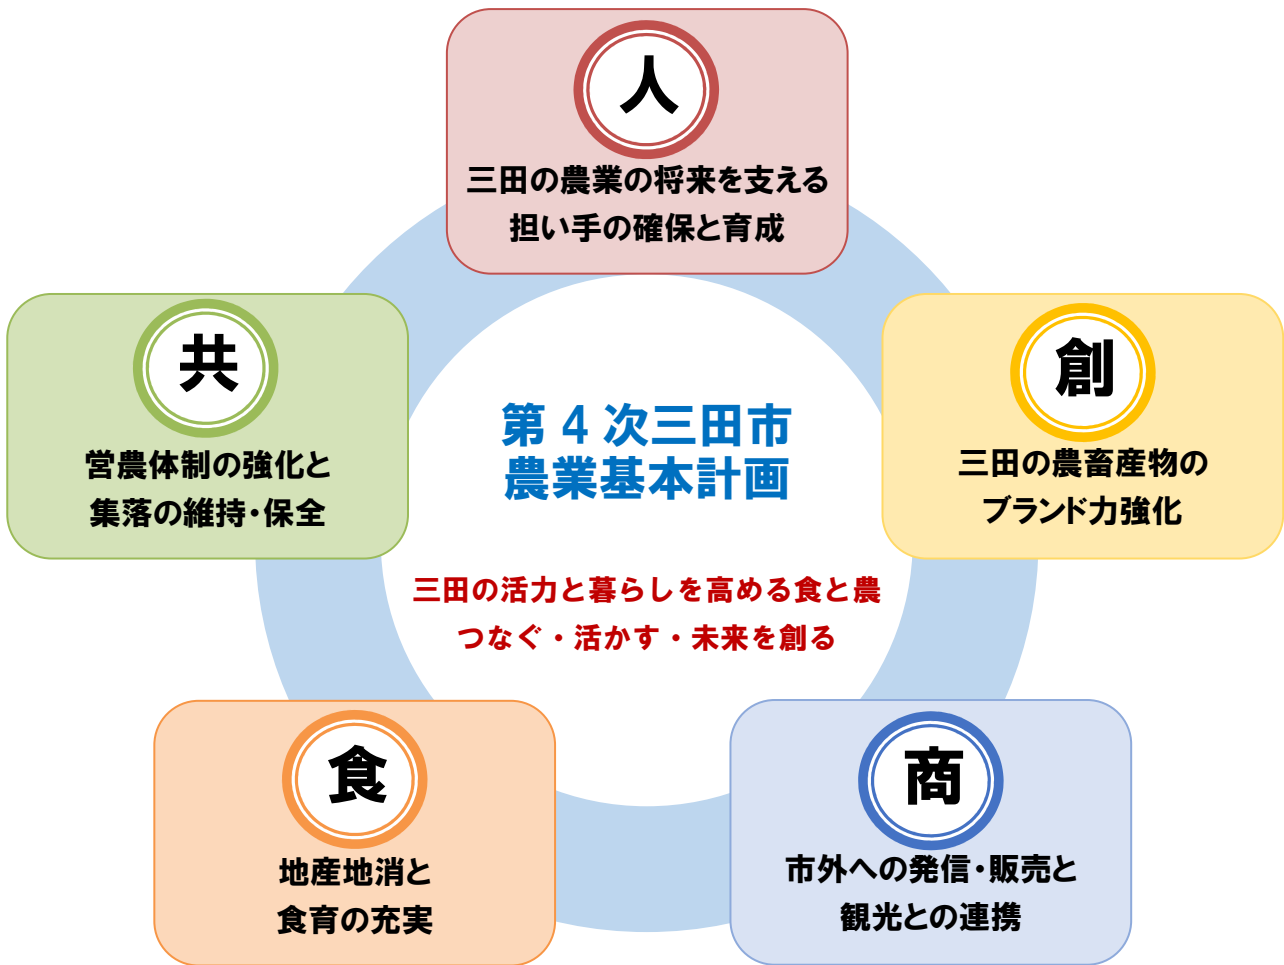 人
三田の農業の将来を支える
担い手の確保と育成
共
営農体制の強化と
集落の維持・保全
創
三田の農畜産物の
ブランド力強化
第 4 次三田市
農業基本計画
三田の活力と暮らしを高める食と農
つなぐ・活かす・未来を創る
食
地産地消と
食育の充実
商
市外への発信・販売と
観光との連携